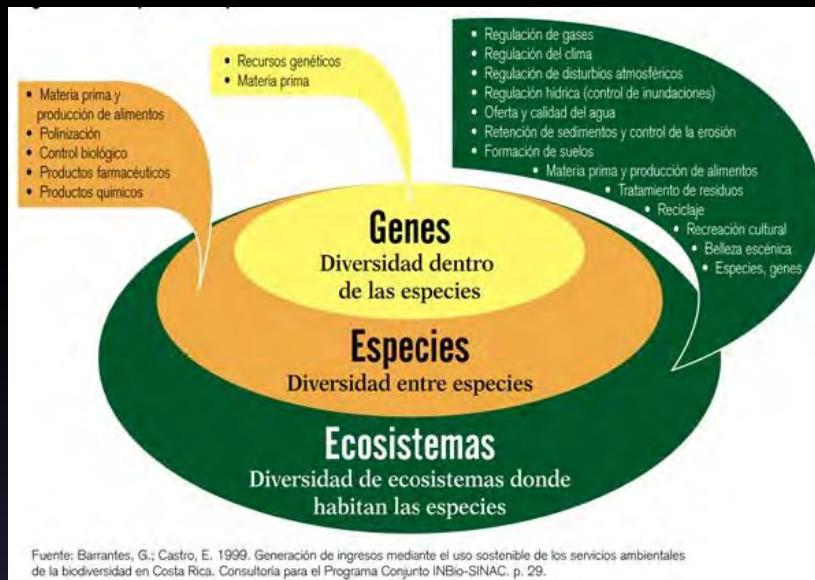 • Recursos genéticos
• Materia prima
• Materia prima y
producción de alimentos
• Polinización
• Control biológico
• Productos farmacéuticos
• Productos químicos
• Regulación de gases
• Regulación del clima
• Regulación de disturbios atmosféricos
• Regulación hídrica (control de inundaciones)
• Oferta y calidad del agua
• Retención de sedimentos y control de la erosión
• Formación de suelos
• Materia prima y producción de alimentos
• Tratamiento de residuos
• Reciclaje
• Recreación cultural
• Belleza escénica
• Especies, genes
Genes
Diversidad dentro
de las especies
Especies
Diversidad entre especies
Ecosistemas
Diversidad de ecosistemas donde
habitan las especies
Fuente: Barrantes, G.; Castro, E. 1999. Generación de ingresos mediante el uso sostenible de los servicios ambientales
de la biodiversidad en Costa Rica. Consultoría para el Programa Conjunto INBio-SINAC. p. 29.